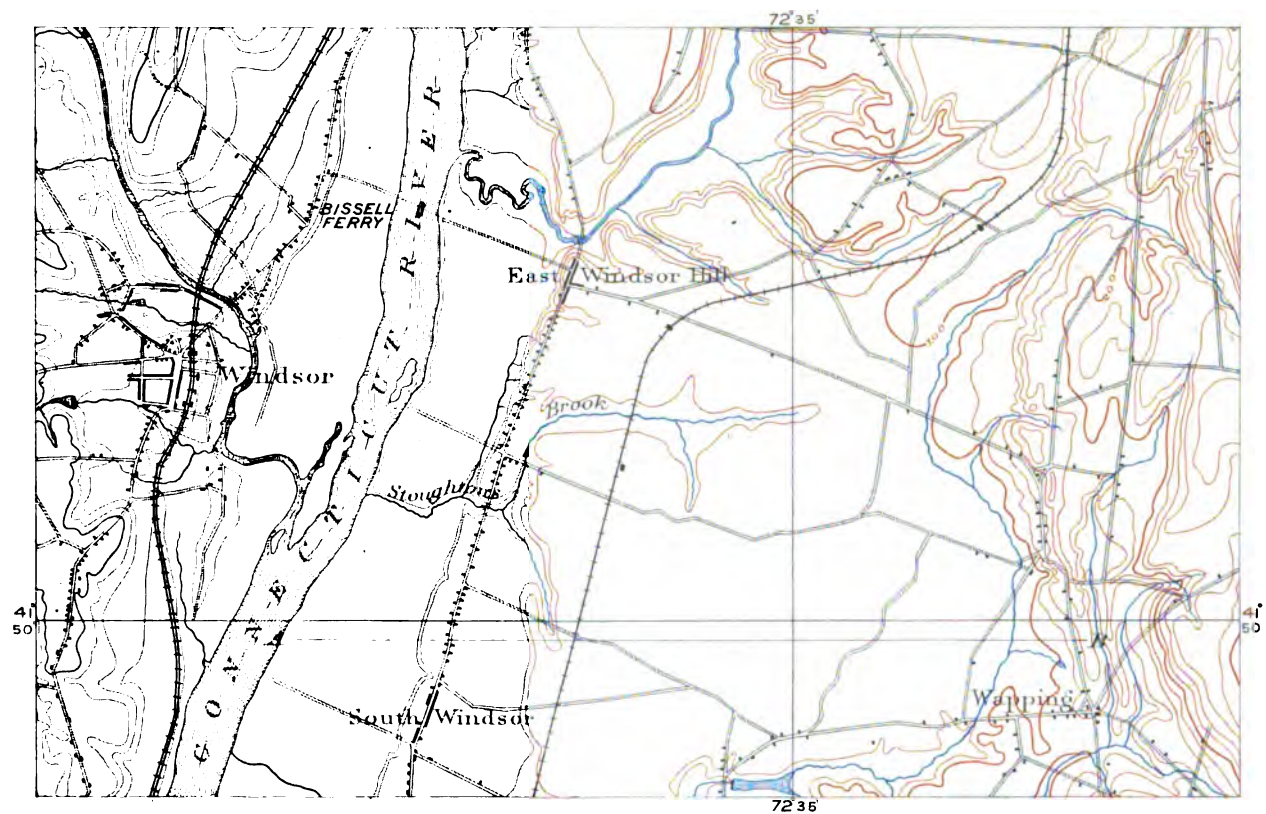 72°35'
RIVER
BISSELL
FERRY
East Windsor Hill
100
Windsor
Brook
Stoughtons
CONNECTICUT
41°
50
41°
50
Wapping
South Windsor
72°35'